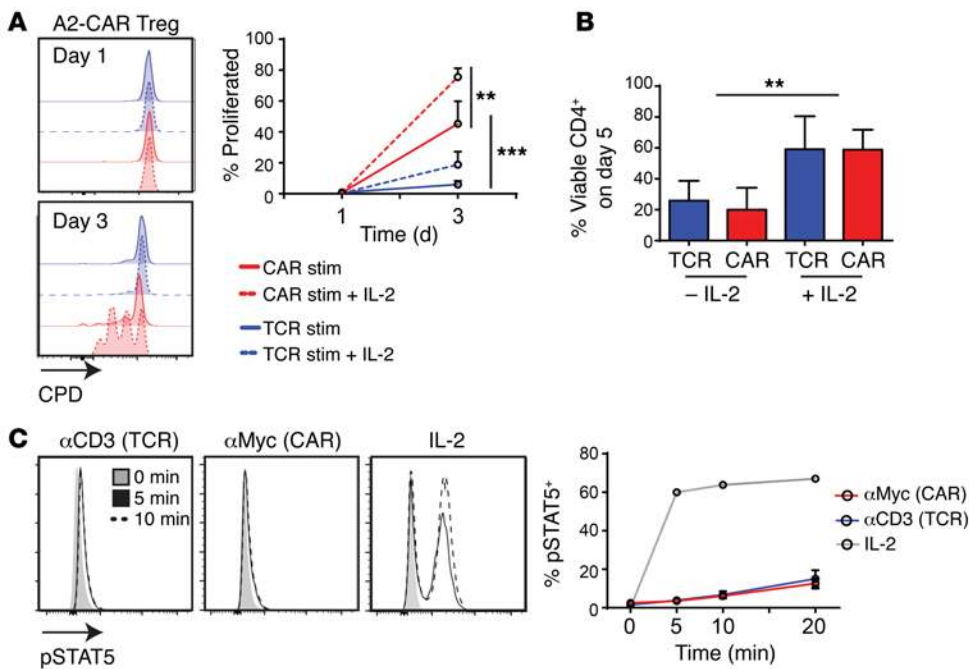 A
A2-CAR Treg
Day 1
Day 3
CPD
% Proliferated
100
80
60
40
20
0
1
3
Time (d)
**
***
CAR stim
CAR stim + IL-2
TCR stim
TCR stim + IL-2
B
% Viable CD4⁺
on day 5
100
80
60
40
20
0
**
TCR CAR TCR CAR
– IL-2 + IL-2
C
αCD3 (TCR)
αMyc (CAR)
IL-2
0 min
5 min
10 min
pSTAT5
% pSTAT5⁺
80
60
40
20
0
0 5 10 20
Time (min)
αMyc (CAR)
αCD3 (TCR)
IL-2